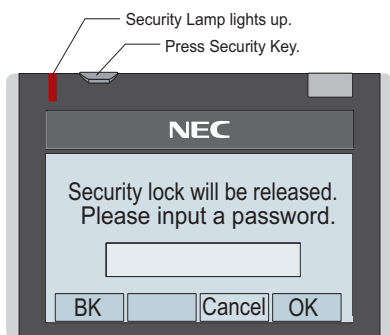 Security Lamp lights up.
Press Security Key.
NEC
Security lock will be released.
Please input a password.
BK
Cancel
OK